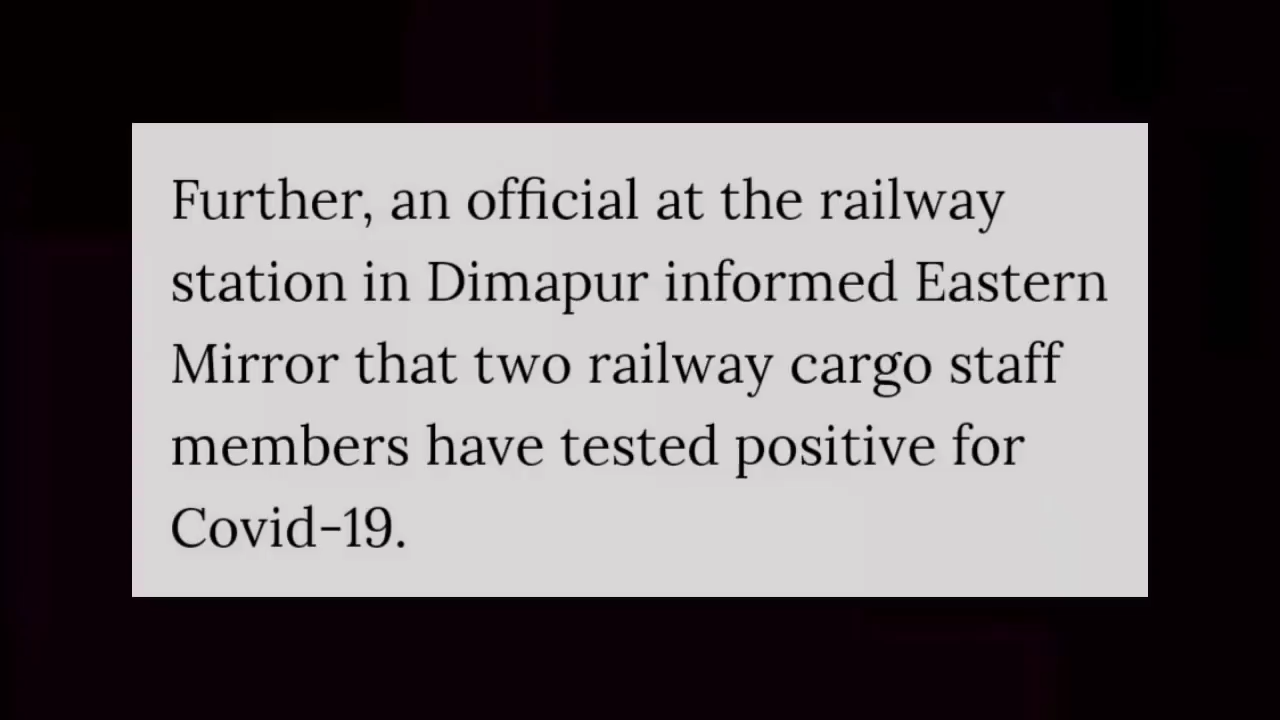 Further, an official at the railway
station in Dimapur informed Eastern
Mirror that two railway cargo staff
members have tested positive for
Covid-19.